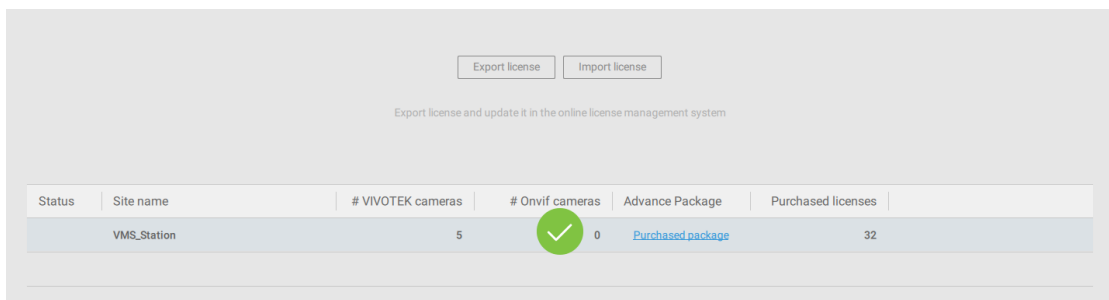 Export license Import license
Export license and update it in the online license management system
Status Site name # VIVOTEK cameras # Onvif cameras Advance Package Purchased licenses
VMS_Station 5 0 Purchased package 32